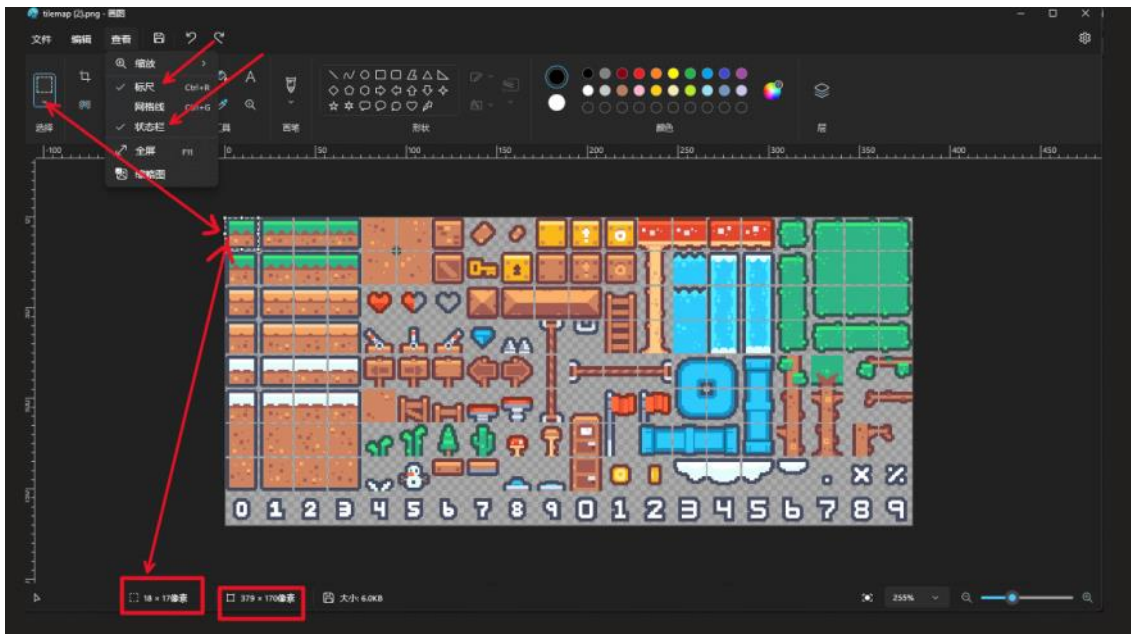 tilemap (2).png - 画图
文件 编辑 查看
缩放
标尺 Ctrl+R
网格线 Ctrl+G
状态栏
全屏 F11
缩略图
选择 工具 画笔 形状 颜色 层
-100 0 50 100 150 200 250 300 350 400 450
0 1 2 3 4 5 6 7 8 9 0 1 2 3 4 5 6 7 8 9
18 × 17像素 379 × 170像素 大小: 6.0KB 255%